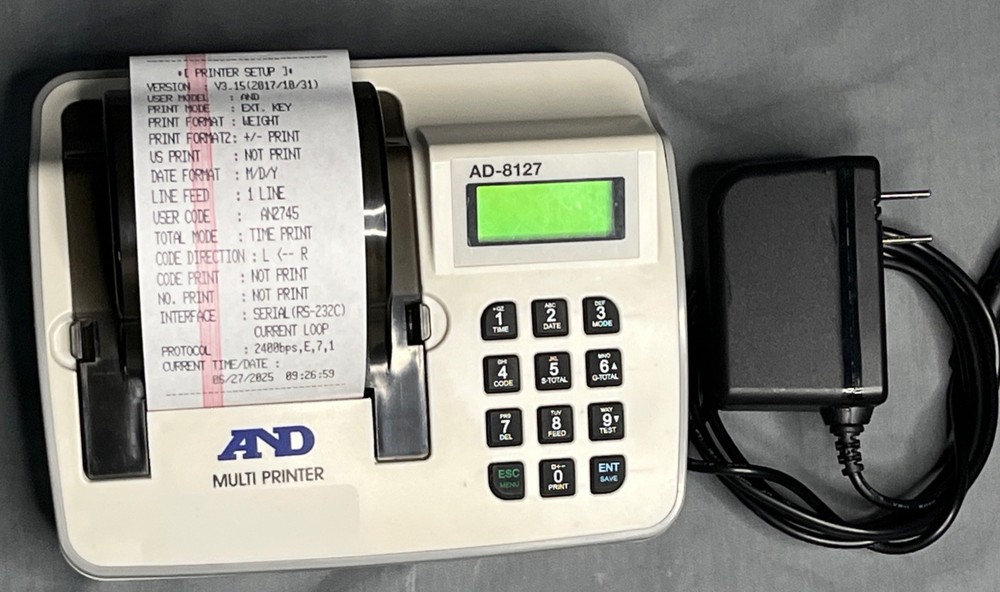 *[ PRINTER SETUP ]*
VERSION : V3.15(2017/10/31)
USER MODEL : AND
PRINT MODE : EXT. KEY
PRINT FORMAT : WEIGHT
PRINT FORMAT2: +/- PRINT
US PRINT : NOT PRINT
DATE FORMAT : M/D/Y
LINE FEED : 1 LINE
USER CODE : AN2745
TOTAL MODE : TIME PRINT
CODE DIRECTION : L <-- R
CODE PRINT : NOT PRINT
NO. PRINT : NOT PRINT
INTERFACE : SERIAL(RS-232C)
CURRENT LOOP
PROTOCOL : 2400bps,E,7,1
CURRENT TIME/DATE :
06/27/2025 09:26:59
AND
MULTI PRINTER
AD-8127
1 TIME
ABC 2 DATE
DEF 3 MODE
GHI 4 CODE
JKL 5 S-TOTAL
MNO 6▲ G-TOTAL
PRS 7 DEL
TUV 8 FEED
WXY 9▼ TEST
ESC MENU
0 PRINT
ENT SAVE